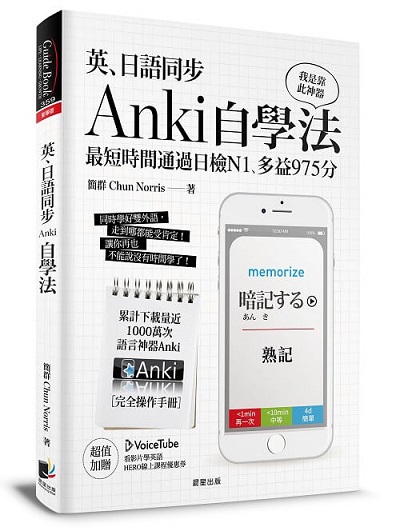 Guide Book
359
英、日語同步
Anki
自學法
簡群 Chun Norris 著
晨星出版
英、日語同步
我是靠
此神器
Anki自學法
最短時間通過日檢N1、多益975分
簡群 Chun Norris——著
同時學好雙外語，
走到哪都能受肯定！
讓你再也
不能說沒有時間學了！
累計下載量近
1000萬次
語言神器Anki
Anki
［完全操作手冊］
memorize
暗記する
あん き
熟記
<1min
再一次
<10min
中等
4d
簡單
超值
加贈
VoiceTube
看影片學英語
HERO線上課程優惠券
晨星出版